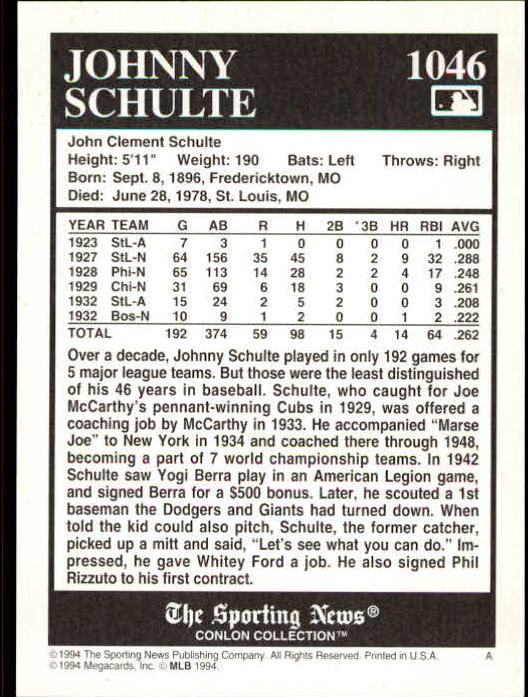 JOHNNY 1046
SCHULTE
John Clement Schulte
Height: 5'11" Weight: 190 Bats: Left Throws: Right
Born: Sept. 8, 1896, Fredericktown, MO
Died: June 28, 1978, St. Louis, MO
YEAR TEAM G AB R H 2B *3B HR RBI AVG
1923 StL-A 7 3 1 0 0 0 0 1 .000
1927 StL-N 64 156 35 45 8 2 9 32 .288
1928 Phi-N 65 113 14 28 2 2 4 17 .248
1929 Chi-N 31 69 6 18 3 0 0 9 .261
1932 StL-A 15 24 2 5 2 0 0 3 .208
1932 Bos-N 10 9 1 2 0 0 1 2 .222
TOTAL 192 374 59 98 15 4 14 64 .262
Over a decade, Johnny Schulte played in only 192 games for
5 major league teams. But those were the least distinguished
of his 46 years in baseball. Schulte, who caught for Joe
McCarthy's pennant-winning Cubs in 1929, was offered a
coaching job by McCarthy in 1933. He accompanied "Marse
Joe" to New York in 1934 and coached there through 1948,
becoming a part of 7 world championship teams. In 1942
Schulte saw Yogi Berra play in an American Legion game,
and signed Berra for a $500 bonus. Later, he scouted a 1st
baseman the Dodgers and Giants had turned down. When
told the kid could also pitch, Schulte, the former catcher,
picked up a mitt and said, "Let's see what you can do." Im-
pressed, he gave Whitey Ford a job. He also signed Phil
Rizzuto to his first contract.
The Sporting News®
CONLON COLLECTION™
©1994 The Sporting News Publishing Company. All Rights Reserved. Printed in U.S.A. A
©1994 Megacards, Inc. © MLB 1994.